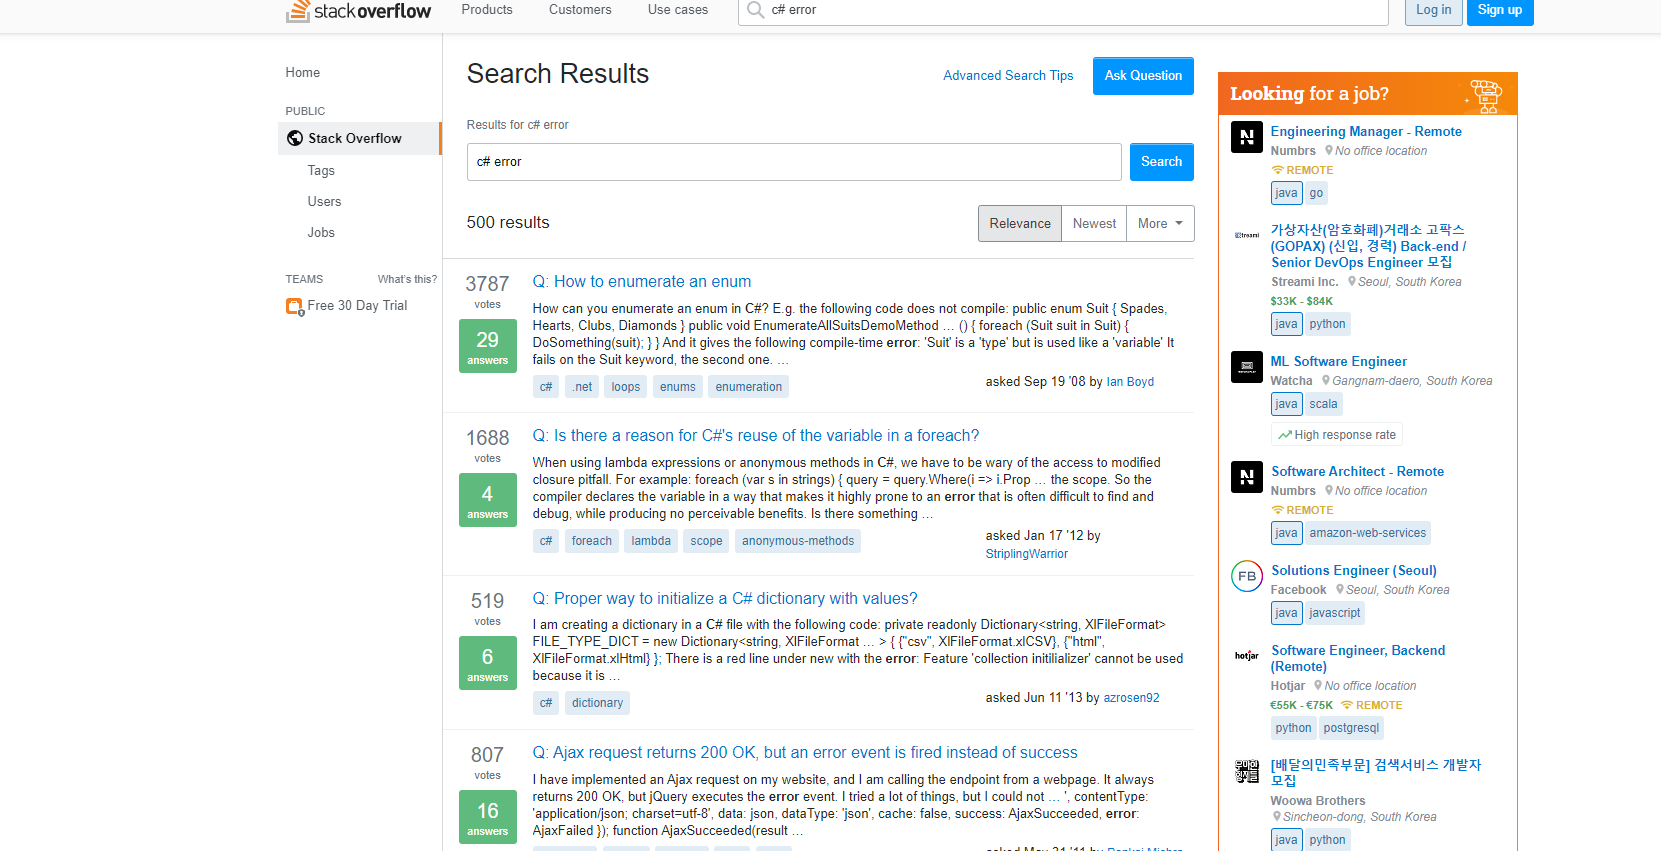 stackoverflow
Products
Customers
Use cases
c# error
Log in
Sign up
Home
PUBLIC
Stack Overflow
Tags
Users
Jobs
TEAMS
What's this?
Free 30 Day Trial
Search Results
Advanced Search Tips
Ask Question
Results for c# error
c# error
Search
500 results
Relevance
Newest
More
3787
votes
29
answers
Q: How to enumerate an enum
How can you enumerate an enum in C#? E.g. the following code does not compile: public enum Suit { Spades,
Hearts, Clubs, Diamonds } public void EnumerateAllSuitsDemoMethod … () { foreach (Suit suit in Suit) {
DoSomething(suit); } } And it gives the following compile-time error: 'Suit' is a 'type' but is used like a 'variable' It
fails on the Suit keyword, the second one. …
c#
.net
loops
enums
enumeration
asked Sep 19 '08 by Ian Boyd
1688
votes
4
answers
Q: Is there a reason for C#'s reuse of the variable in a foreach?
When using lambda expressions or anonymous methods in C#, we have to be wary of the access to modified
closure pitfall. For example: foreach (var s in strings) { query = query.Where(i => i.Prop … the scope. So the
compiler declares the variable in a way that makes it highly prone to an error that is often difficult to find and
debug, while producing no perceivable benefits. Is there something …
c#
foreach
lambda
scope
anonymous-methods
asked Jan 17 '12 by
StriplingWarrior
519
votes
6
answers
Q: Proper way to initialize a C# dictionary with values?
I am creating a dictionary in a C# file with the following code: private readonly Dictionary<string, XlFileFormat>
FILE_TYPE_DICT = new Dictionary<string, XlFileFormat … > { {"csv", XlFileFormat.xlCSV}, {"html",
XlFileFormat.xlHtml} }; There is a red line under new with the error: Feature 'collection initilializer' cannot be used
because it is …
c#
dictionary
asked Jun 11 '13 by azrosen92
807
votes
16
answers
Q: Ajax request returns 200 OK, but an error event is fired instead of success
I have implemented an Ajax request on my website, and I am calling the endpoint from a webpage. It always
returns 200 OK, but jQuery executes the error event. I tried a lot of things, but I could not … ', contentType:
'application/json; charset=utf-8', data: json, dataType: 'json', cache: false, success: AjaxSucceeded, error:
AjaxFailed }); function AjaxSucceeded(result …
Looking for a job?
N
Engineering Manager - Remote
Numbrs No office location
REMOTE
java
go
Streami
가상자산(암호화폐)거래소 고팍스
(GOPAX) (신입, 경력) Back-end /
Senior DevOps Engineer 모집
Streami Inc. Seoul, South Korea
$33K - $84K
java
python
ML Software Engineer
Watcha Gangnam-daero, South Korea
java
scala
High response rate
N
Software Architect - Remote
Numbrs No office location
REMOTE
java
amazon-web-services
FB
Solutions Engineer (Seoul)
Facebook Seoul, South Korea
java
javascript
hotjar
Software Engineer, Backend
(Remote)
Hotjar No office location
€55K - €75K REMOTE
python
postgresql
우아한
형제들
[배달의민족부문] 검색서비스 개발자
모집
Woowa Brothers
Sincheon-dong, South Korea
java
python